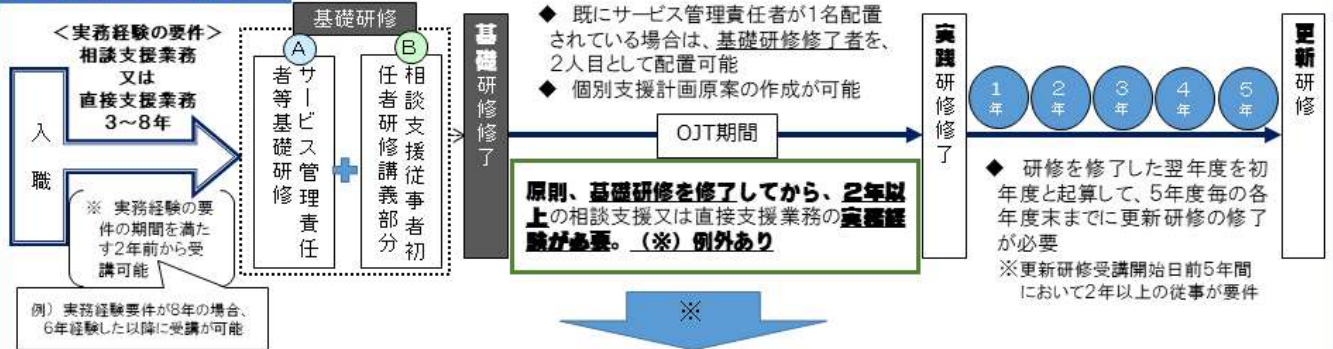 <実務経験の要件>
相談支援業務
又は
直接支援業務
3~8年
入職
※ 実務経験の要
件の期間を満た
す2年前から受
講可能
例）実務経験要件が8年の場合、
6年経験した以降に受講が可能
基礎研修
A
サービス管理責任
者等基礎研修
B
相談支援従事者初
任者研修講義部分
基礎研修修了
◆ 既にサービス管理責任者が1名配置
されている場合は、基礎研修修了者を、
2人目として配置可能
◆ 個別支援計画原案の作成が可能
OJT期間
原則、基礎研修を修了してから、2年以
上の相談支援又は直接支援業務の実務経
験が必要。（※）例外あり
※
実践研修修了
1年
2年
3年
4年
5年
◆ 研修を修了した翌年度を初
年度と起算して、5年度毎の各
年度末までに更新研修の修了
が必要
※更新研修受講開始日前5年間
において2年以上の従事が要件
更新研修